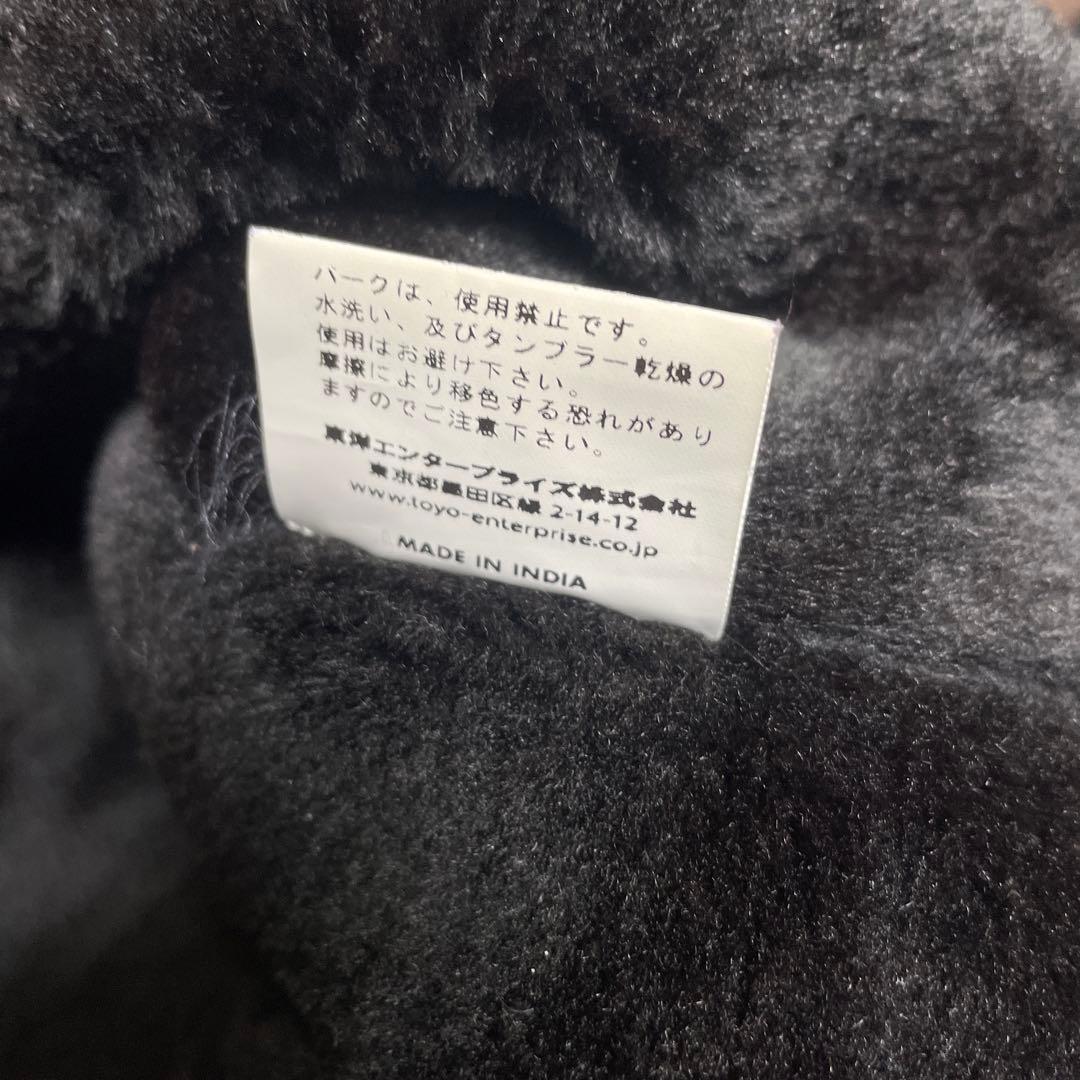 パークは、使用禁止です。
水洗い、及びタンブラー乾燥の
使用はお避け下さい。
摩擦により移色する恐れがあり
ますのでご注意下さい。
東洋エンタープライズ株式会社
東京都墨田区緑 2-14-12
www.toyo-enterprise.co.jp
MADE IN INDIA